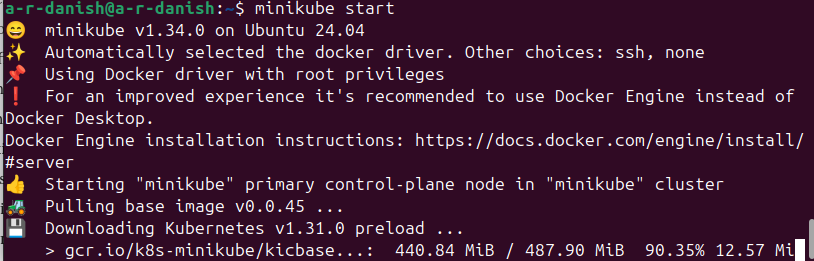 a-r-danish@a-r-danish:~$ minikube start
😄  minikube v1.34.0 on Ubuntu 24.04
✨  Automatically selected the docker driver. Other choices: ssh, none
📌  Using Docker driver with root privileges
❗  For an improved experience it's recommended to use Docker Engine instead of
Docker Desktop.
Docker Engine installation instructions: https://docs.docker.com/engine/install/
#server
👍  Starting "minikube" primary control-plane node in "minikube" cluster
🚜  Pulling base image v0.0.45 ...
💾  Downloading Kubernetes v1.31.0 preload ...
    > gcr.io/k8s-minikube/kicbase...:  440.84 MiB / 487.90 MiB  90.35% 12.57 Mi